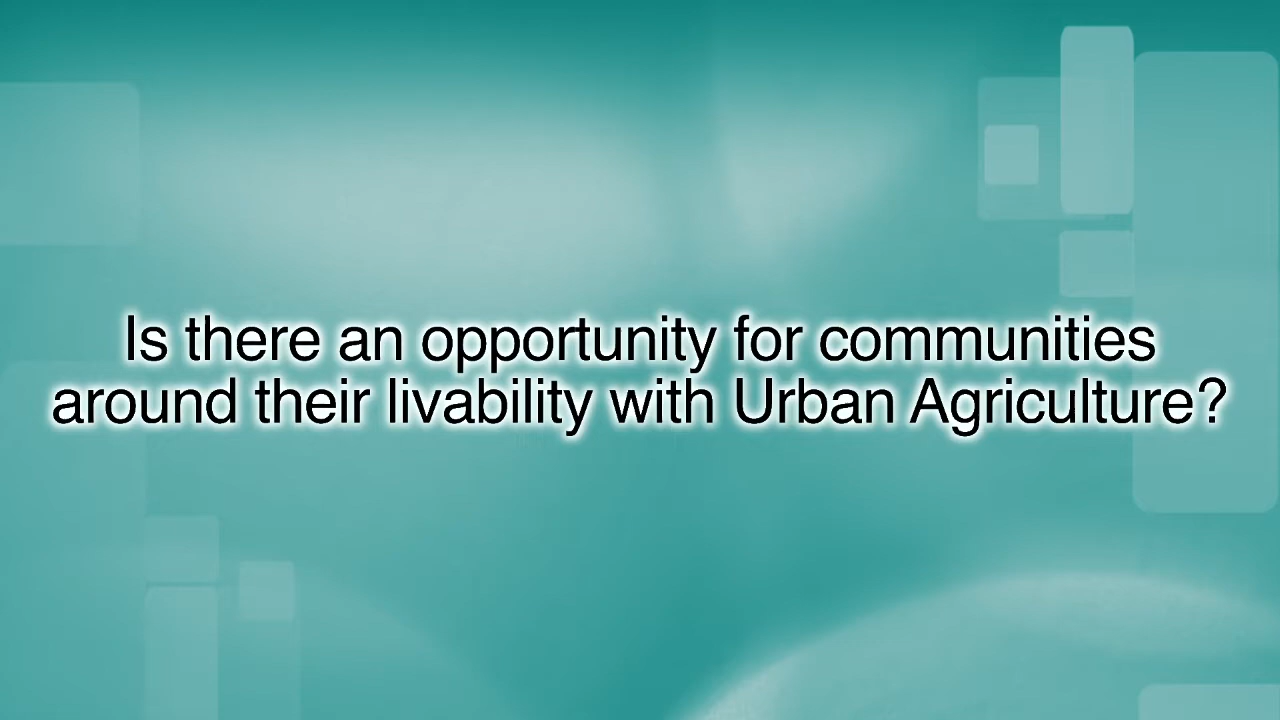 Is there an opportunity for communities
around their livability with Urban Agriculture?